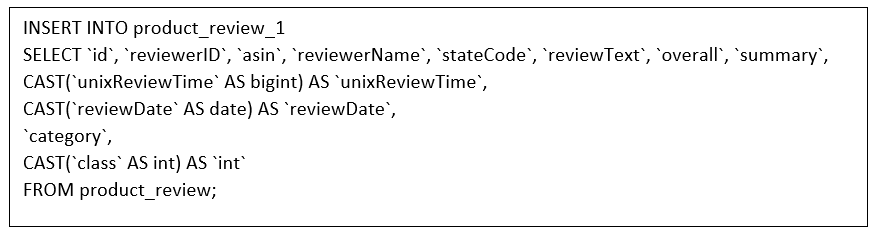 INSERT INTO product_review_1
SELECT `id`, `reviewerID`, `asin`, `reviewerName`, `stateCode`, `reviewText`, `overall`, `summary`,
CAST(`unixReviewTime` AS bigint) AS `unixReviewTime`,
CAST(`reviewDate` AS date) AS `reviewDate`,
`category`,
CAST(`class` AS int) AS `int`
FROM product_review;